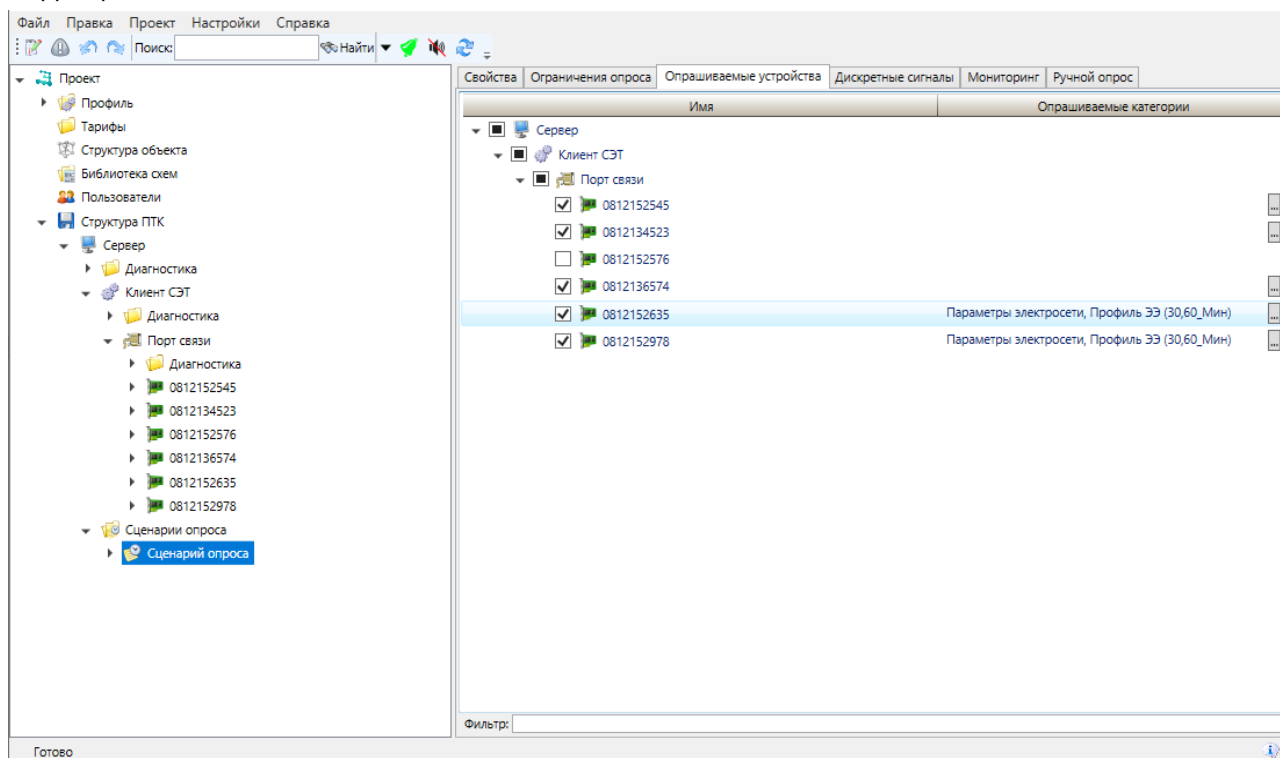 Файл Правка Проект Настройки Справка
Поиск: Найти
Проект
Профиль
Тарифы
Структура объекта
Библиотека схем
Пользователи
Структура ПТК
Сервер
Диагностика
Клиент СЭТ
Диагностика
Порт связи
Диагностика
0812152545
0812134523
0812152576
0812136574
0812152635
0812152978
Сценарии опроса
Сценарий опроса
Свойства Ограничения опроса Опрашиваемые устройства Дискретные сигналы Мониторинг Ручной опрос
Имя Опрашиваемые категории
Сервер
Клиент СЭТ
Порт связи
0812152545 ...
0812134523 ...
0812152576
0812136574 ...
0812152635 Параметры электросети, Профиль ЭЭ (30,60_Мин) ...
0812152978 Параметры электросети, Профиль ЭЭ (30,60_Мин) ...
Фильтр:
Готово